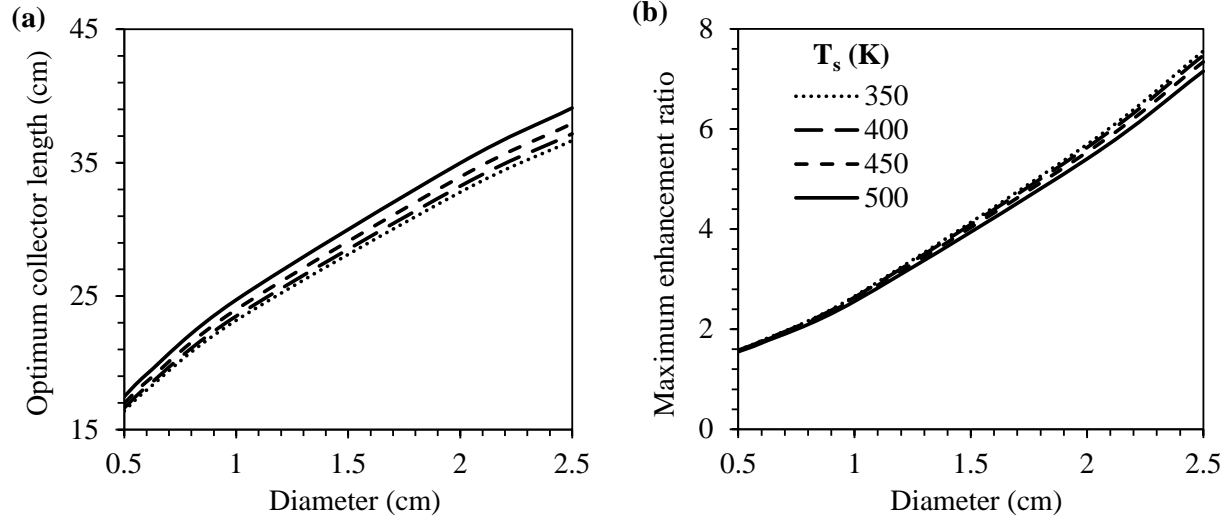 (a)
Optimum collector length (cm)
45
35
25
15
0.5 1 1.5 2 2.5
Diameter (cm)
(b)
Maximum enhancement ratio
8
6
4
2
0
T_s (K)
350
400
450
500
0.5 1 1.5 2 2.5
Diameter (cm)